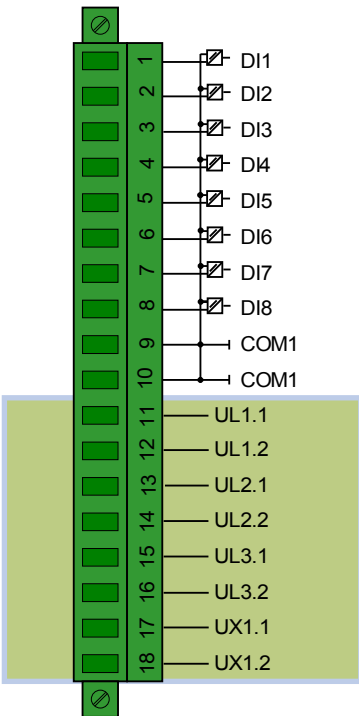 1 DI1
2 DI2
3 DI3
4 DI4
5 DI5
6 DI6
7 DI7
8 DI8
9 COM1
10 COM1
11 UL1.1
12 UL1.2
13 UL2.1
14 UL2.2
15 UL3.1
16 UL3.2
17 UX1.1
18 UX1.2